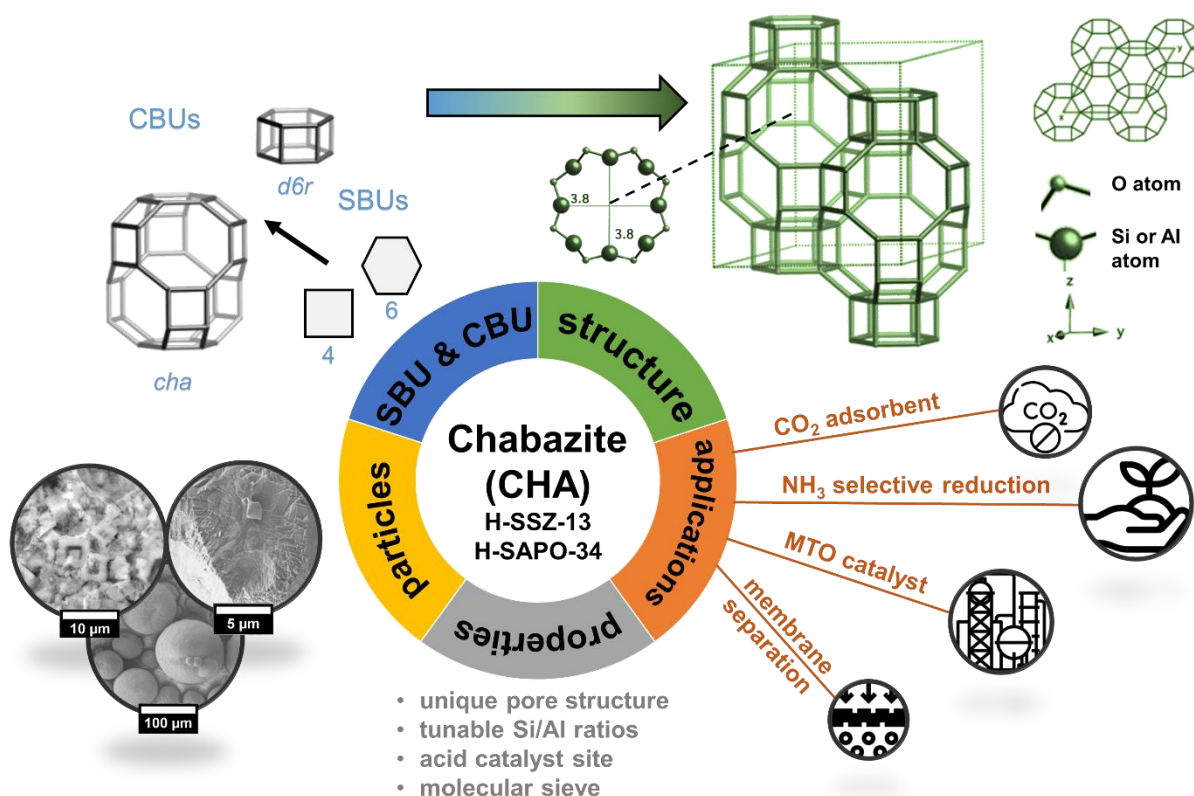 CBUs
d6r
SBUs
cha
4
6
3.8
3.8
y
x
O atom
Si or Al
atom
z
x
y
SBU & CBU
structure
applications
properties
particles
Chabazite
(CHA)
H-SSZ-13
H-SAPO-34
CO₂ adsorbent
CO₂
NH₃ selective reduction
MTO catalyst
membrane
separation
10 µm
5 µm
100 µm
• unique pore structure
• tunable Si/Al ratios
• acid catalyst site
• molecular sieve